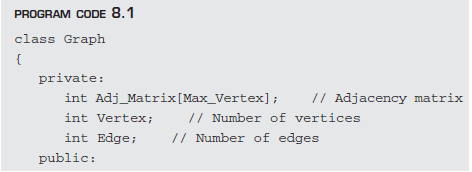 PROGRAM CODE 8.1
class Graph
{
private:
int Adj_Matrix[Max_Vertex]; // Adjacency matrix
int Vertex; // Number of vertices
int Edge; // Number of edges
public: